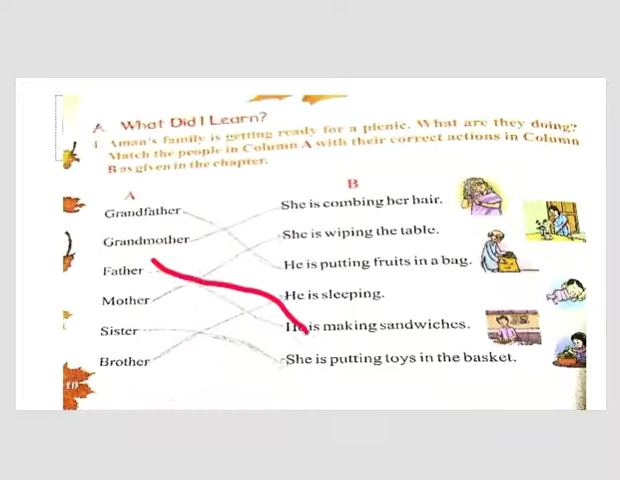 A. What Did I Learn?
1. Aman's family is getting ready for a picnic. What are they doing?
Match the people in Column A with their correct actions in Column
B as given in the chapter.
A
B
Grandfather
She is combing her hair.
Grandmother
She is wiping the table.
Father
He is putting fruits in a bag.
Mother
He is sleeping.
Sister
He is making sandwiches.
Brother
She is putting toys in the basket.
10